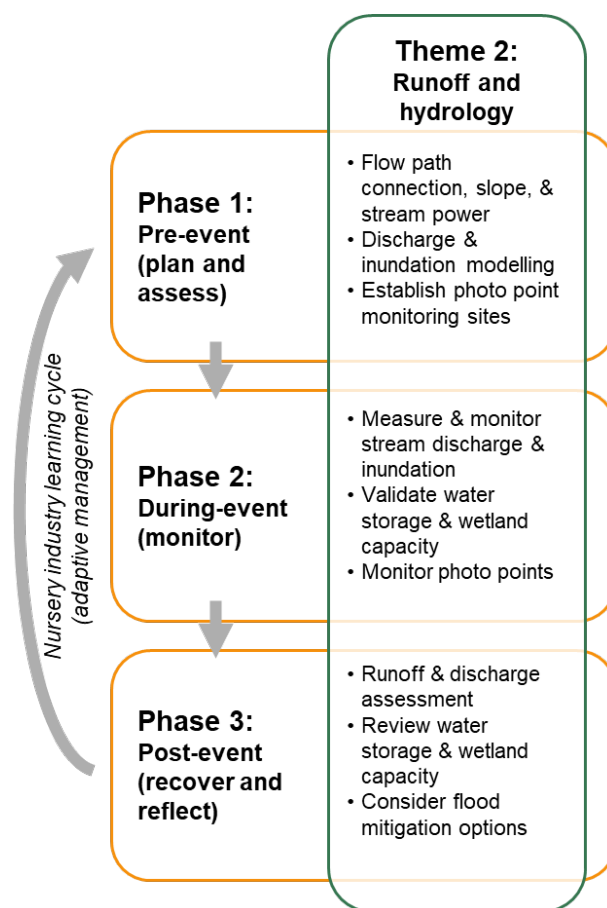 Theme 2:
Runoff and
hydrology
Phase 1:
Pre-event
(plan and
assess)
• Flow path
connection, slope, &
stream power
• Discharge &
inundation modelling
• Establish photo point
monitoring sites
Phase 2:
During-event
(monitor)
• Measure & monitor
stream discharge &
inundation
• Validate water
storage & wetland
capacity
• Monitor photo points
Phase 3:
Post-event
(recover and
reflect)
• Runoff & discharge
assessment
• Review water
storage & wetland
capacity
• Consider flood
mitigation options
Nursery industry learning cycle
(adaptive management)